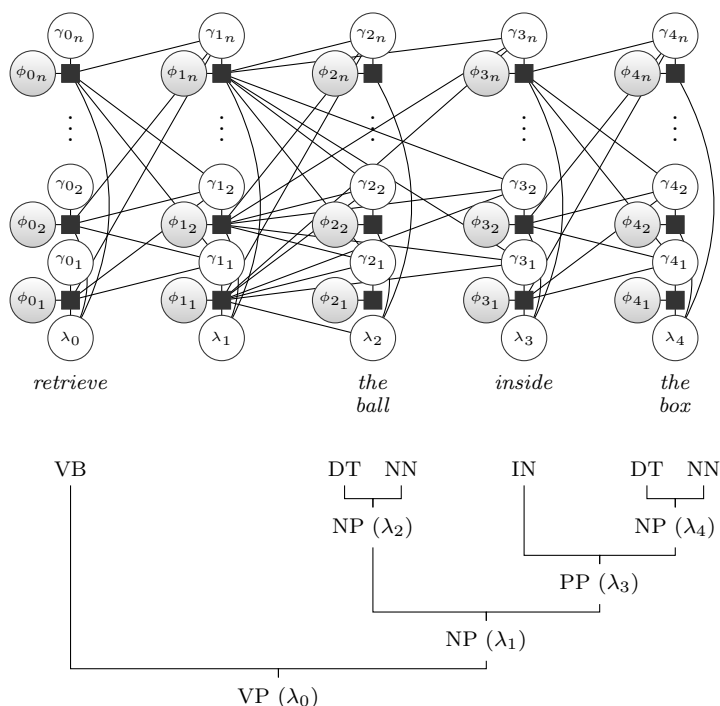 γ0n γ1n γ2n γ3n γ4n
ϕ0n ϕ1n ϕ2n ϕ3n ϕ4n
⋮ ⋮ ⋮ ⋮ ⋮
γ02 γ12 γ22 γ32 γ42
ϕ02 ϕ12 ϕ22 ϕ32 ϕ42
γ01 γ11 γ21 γ31 γ41
ϕ01 ϕ11 ϕ21 ϕ31 ϕ41
λ0 λ1 λ2 λ3 λ4
retrieve the inside the
ball box
VB DT NN IN DT NN
NP (λ2) NP (λ4)
PP (λ3)
NP (λ1)
VP (λ0)